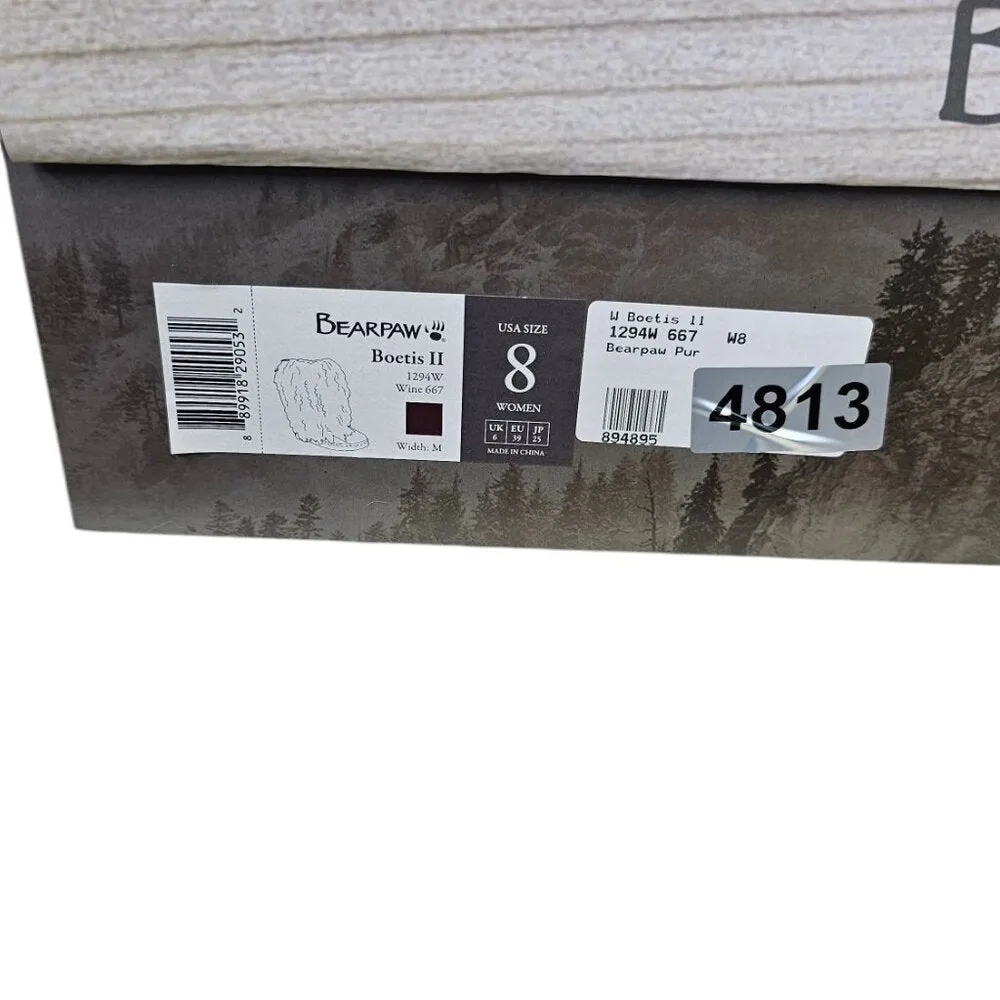 B
8 89918 29053 2
BEARPAW
Boetis II
1294W
Wine 667
Width: M
USA SIZE
8
WOMEN
UK EU JP
6 39 25
MADE IN CHINA
W Boetis 11
1294W 667 W8
Bearpaw Pur
894895
4813